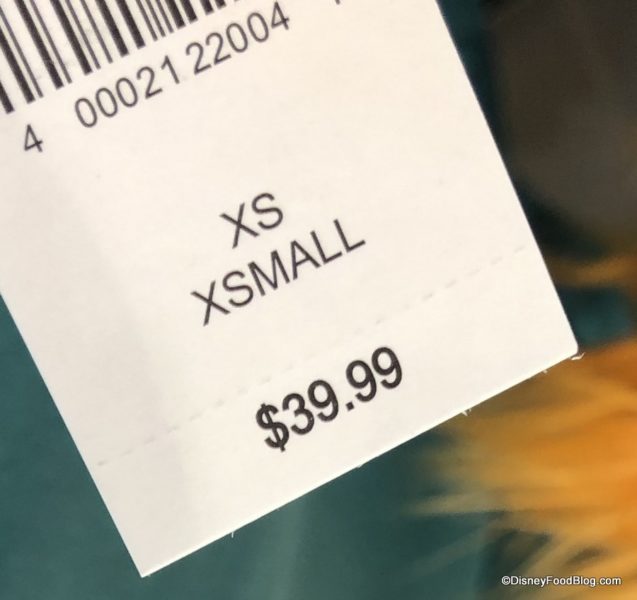 4 00021 22004
XS
XSMALL
$39.99
©DisneyFoodBlog.com